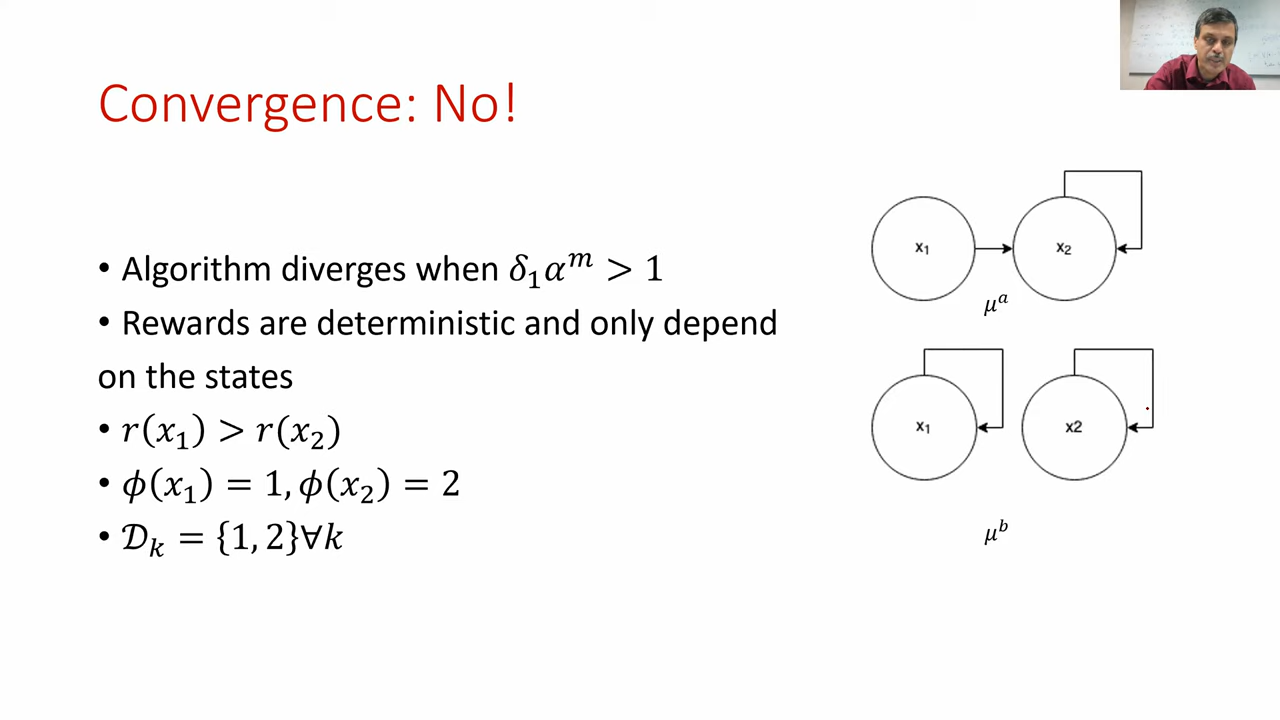 Convergence: No!
• Algorithm diverges when δ₁αᵐ > 1
• Rewards are deterministic and only depend
on the states
• r(x₁) > r(x₂)
• ϕ(x₁) = 1, ϕ(x₂) = 2
• 𝒟ₖ = {1, 2}∀k
x₁
x₂
μᵃ
x₁
x2
μᵇ